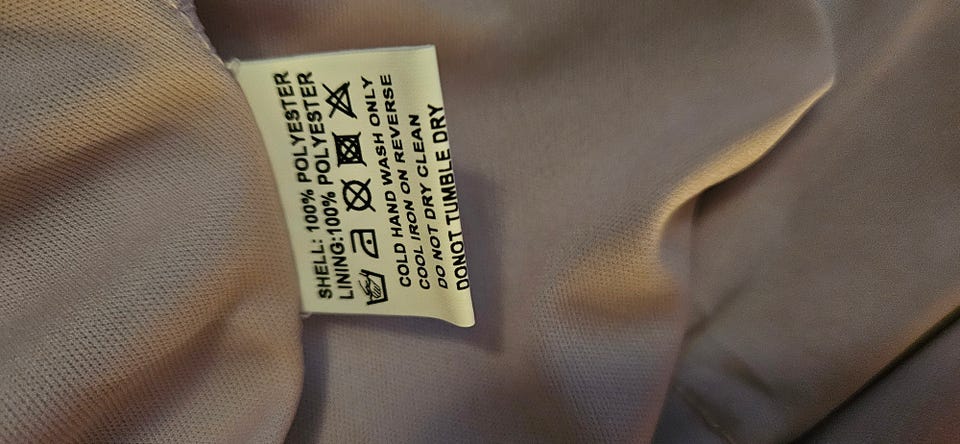 SHELL: 100% POLYESTER
LINING:100% POLYESTER
COLD HAND WASH ONLY
COOL IRON ON REVERSE
DO NOT DRY CLEAN
DONOT TUMBLE DRY